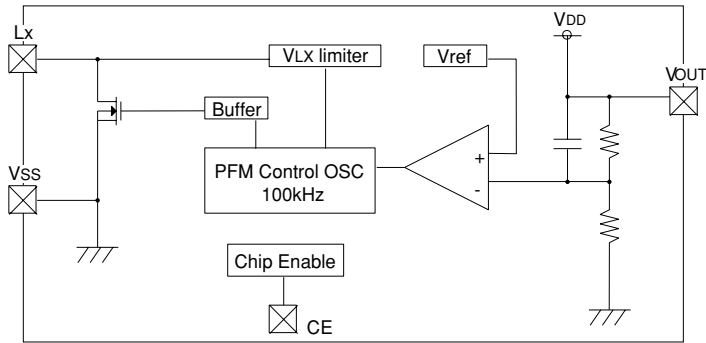 Lx
VDD
VLX limiter
Vref
VOUT
Buffer
+
PFM Control OSC
100kHz
-
VSS
Chip Enable
CE